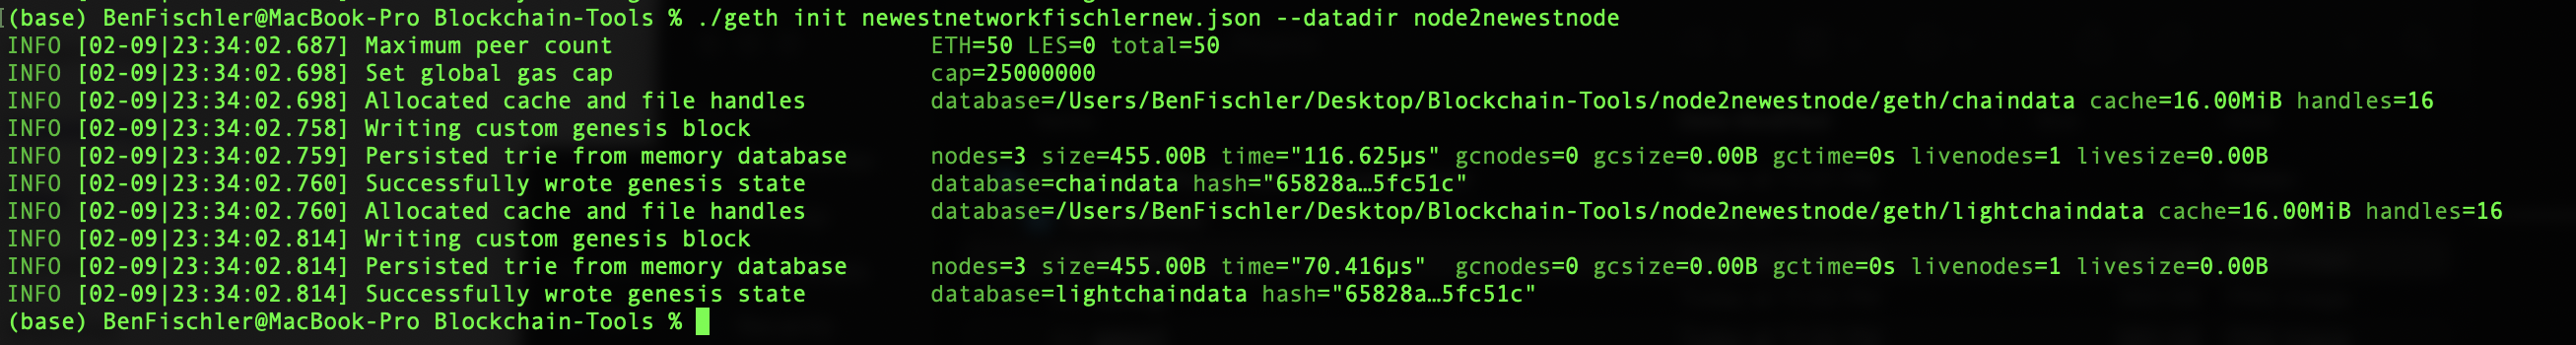 (base) BenFischler@MacBook-Pro Blockchain-Tools % ./geth init newestnetworkfischlernew.json --datadir node2newestnode
INFO [02-09|23:34:02.687] Maximum peer count                       ETH=50 LES=0 total=50
INFO [02-09|23:34:02.698] Set global gas cap                       cap=25000000
INFO [02-09|23:34:02.698] Allocated cache and file handles         database=/Users/BenFischler/Desktop/Blockchain-Tools/node2newestnode/geth/chaindata cache=16.00MiB handles=16
INFO [02-09|23:34:02.758] Writing custom genesis block
INFO [02-09|23:34:02.759] Persisted trie from memory database      nodes=3 size=455.00B time="116.625µs" gcnodes=0 gcsize=0.00B gctime=0s livenodes=1 livesize=0.00B
INFO [02-09|23:34:02.760] Successfully wrote genesis state         database=chaindata hash="65828a…5fc51c"
INFO [02-09|23:34:02.760] Allocated cache and file handles         database=/Users/BenFischler/Desktop/Blockchain-Tools/node2newestnode/geth/lightchaindata cache=16.00MiB handles=16
INFO [02-09|23:34:02.814] Writing custom genesis block
INFO [02-09|23:34:02.814] Persisted trie from memory database      nodes=3 size=455.00B time="70.416µs"  gcnodes=0 gcsize=0.00B gctime=0s livenodes=1 livesize=0.00B
INFO [02-09|23:34:02.814] Successfully wrote genesis state         database=lightchaindata hash="65828a…5fc51c"
(base) BenFischler@MacBook-Pro Blockchain-Tools %